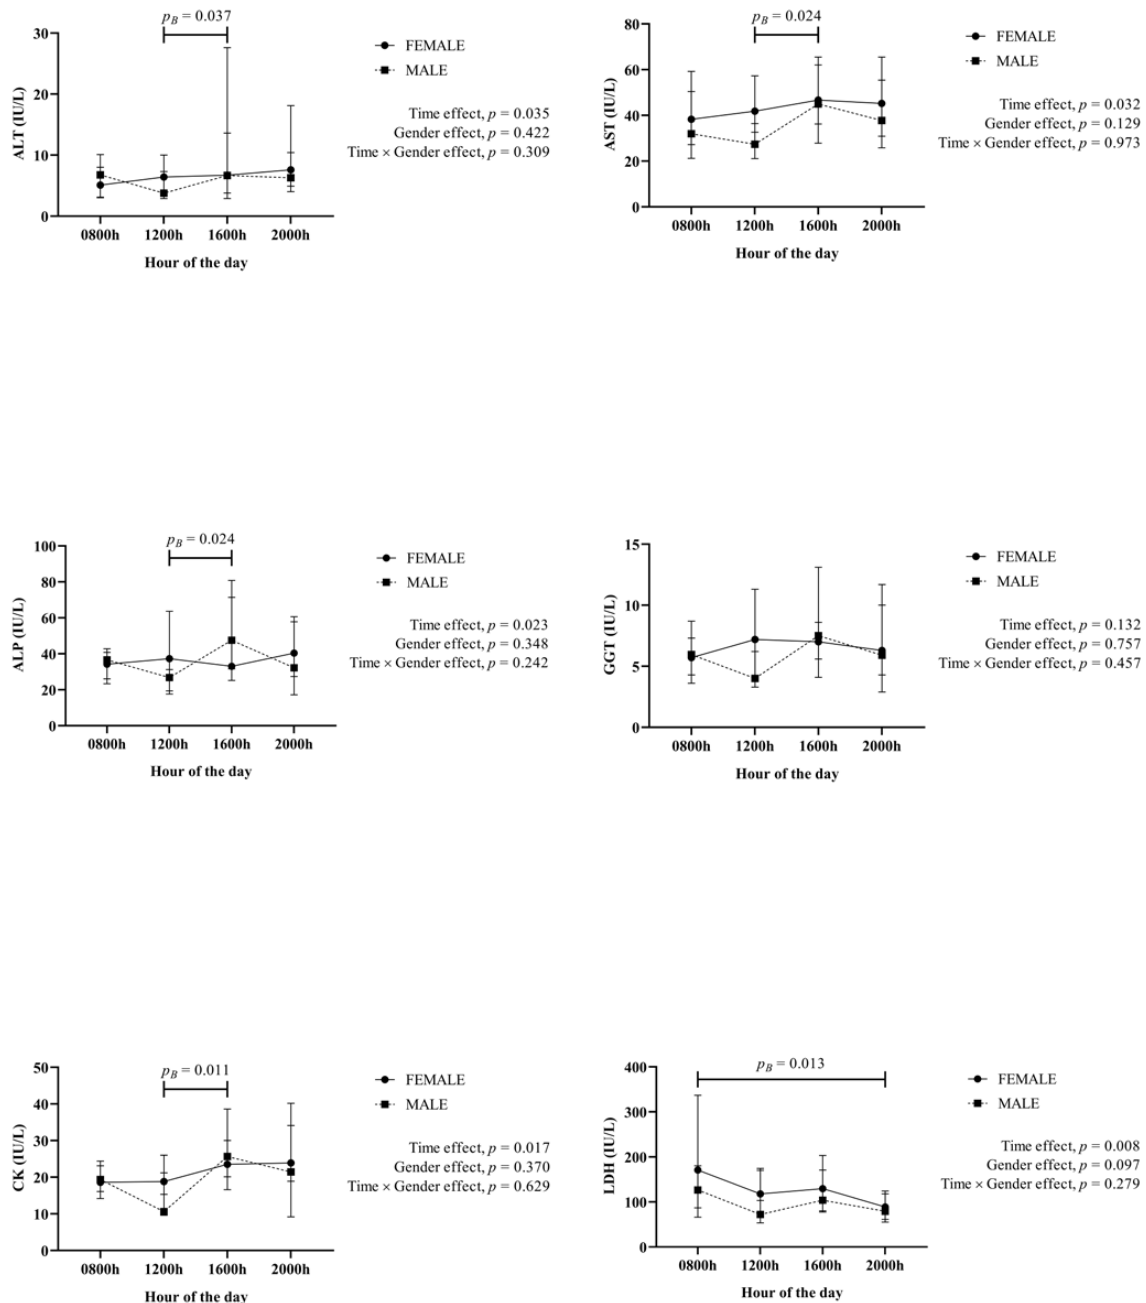 p_B = 0.037
30
20
10
0
ALT (IU/L)
0800h 1200h 1600h 2000h
Hour of the day
FEMALE
MALE
Time effect, p = 0.035
Gender effect, p = 0.422
Time × Gender effect, p = 0.309
p_B = 0.024
80
60
40
20
0
AST (IU/L)
0800h 1200h 1600h 2000h
Hour of the day
FEMALE
MALE
Time effect, p = 0.032
Gender effect, p = 0.129
Time × Gender effect, p = 0.973
p_B = 0.024
100
80
60
40
20
0
ALP (IU/L)
0800h 1200h 1600h 2000h
Hour of the day
FEMALE
MALE
Time effect, p = 0.023
Gender effect, p = 0.348
Time × Gender effect, p = 0.242
15
10
5
0
GGT (IU/L)
0800h 1200h 1600h 2000h
Hour of the day
FEMALE
MALE
Time effect, p = 0.132
Gender effect, p = 0.757
Time × Gender effect, p = 0.457
p_B = 0.011
50
40
30
20
10
0
CK (IU/L)
0800h 1200h 1600h 2000h
Hour of the day
FEMALE
MALE
Time effect, p = 0.017
Gender effect, p = 0.370
Time × Gender effect, p = 0.629
p_B = 0.013
400
300
200
100
0
LDH (IU/L)
0800h 1200h 1600h 2000h
Hour of the day
FEMALE
MALE
Time effect, p = 0.008
Gender effect, p = 0.097
Time × Gender effect, p = 0.279